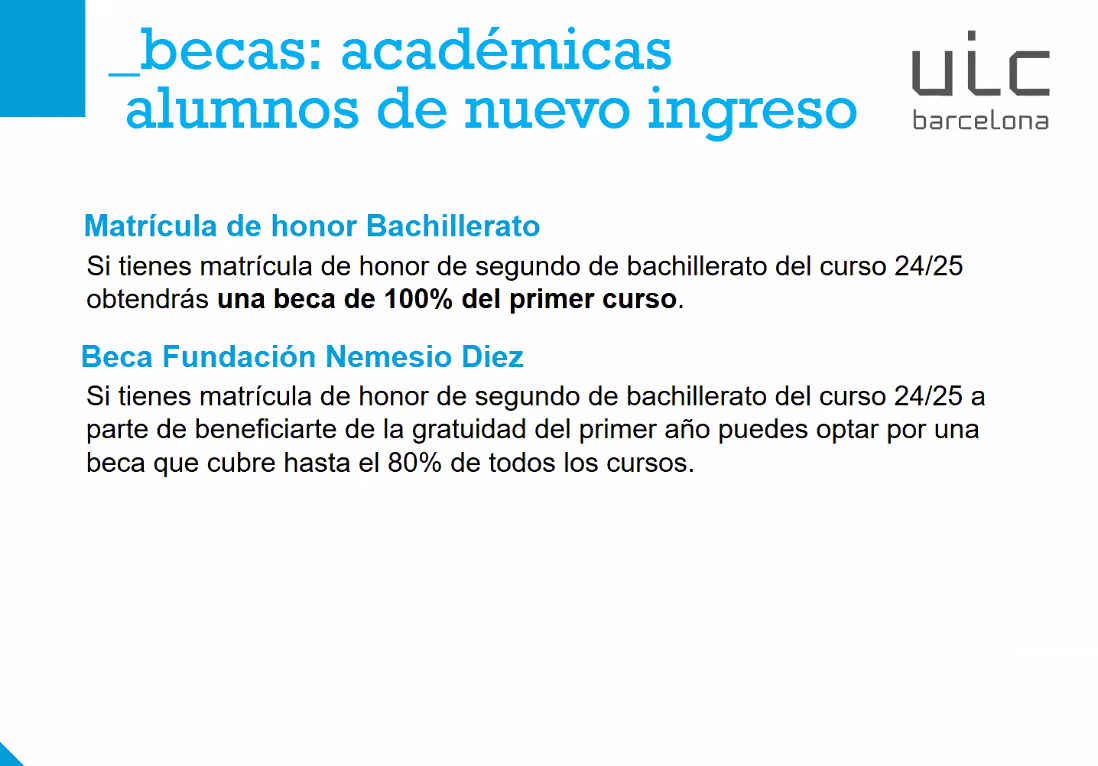 _becas: académicas
alumnos de nuevo ingreso
uic
barcelona
Matrícula de honor Bachillerato
Si tienes matrícula de honor de segundo de bachillerato del curso 24/25
obtendrás una beca de 100% del primer curso.
Beca Fundación Nemesio Diez
Si tienes matrícula de honor de segundo de bachillerato del curso 24/25 a
parte de beneficiarte de la gratuidad del primer año puedes optar por una
beca que cubre hasta el 80% de todos los cursos.